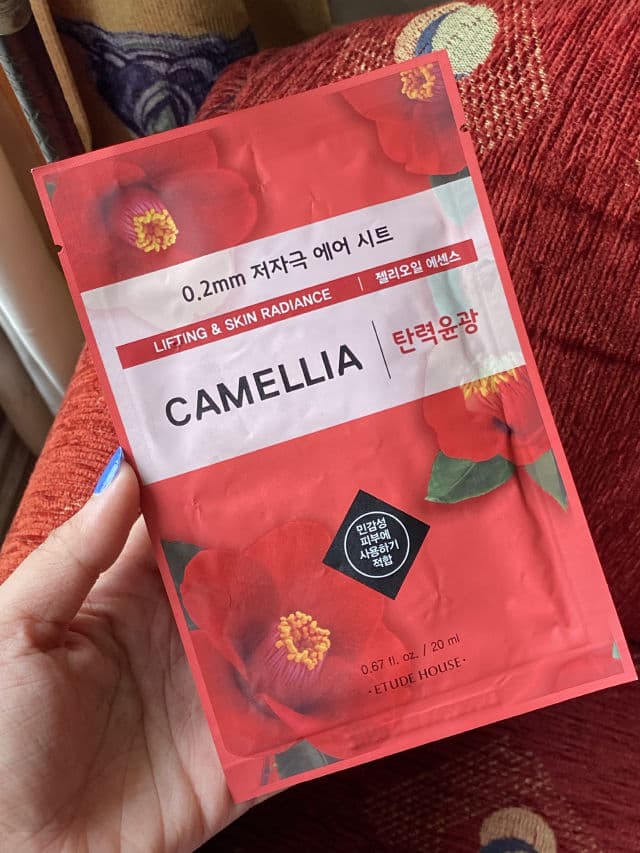 0.2mm 저자극 에어 시트
LIFTING & SKIN RADIANCE | 젤리오일 에센스
CAMELLIA | 탄력윤광
민감성
피부에
사용하기
적합
0.67 fl. oz. / 20 ml
·ETUDE HOUSE·